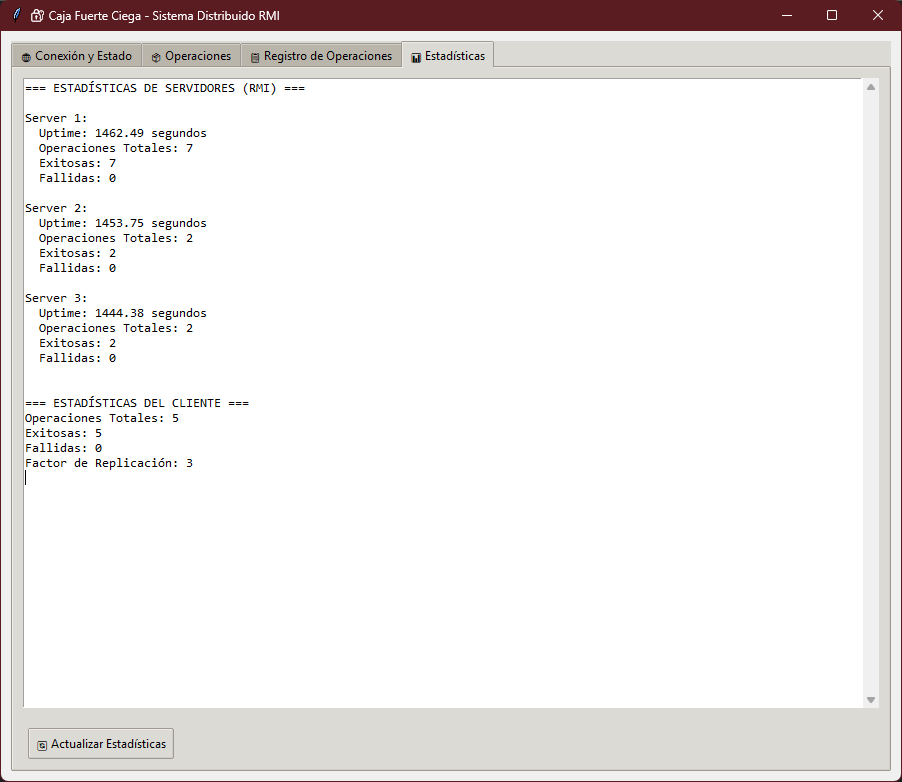 Caja Fuerte Ciega - Sistema Distribuido RMI
Conexión y Estado
Operaciones
Registro de Operaciones
Estadísticas
=== ESTADÍSTICAS DE SERVIDORES (RMI) ===
Server 1:
Uptime: 1462.49 segundos
Operaciones Totales: 7
Exitosas: 7
Fallidas: 0
Server 2:
Uptime: 1453.75 segundos
Operaciones Totales: 2
Exitosas: 2
Fallidas: 0
Server 3:
Uptime: 1444.38 segundos
Operaciones Totales: 2
Exitosas: 2
Fallidas: 0
=== ESTADÍSTICAS DEL CLIENTE ===
Operaciones Totales: 5
Exitosas: 5
Fallidas: 0
Factor de Replicación: 3
Actualizar Estadísticas